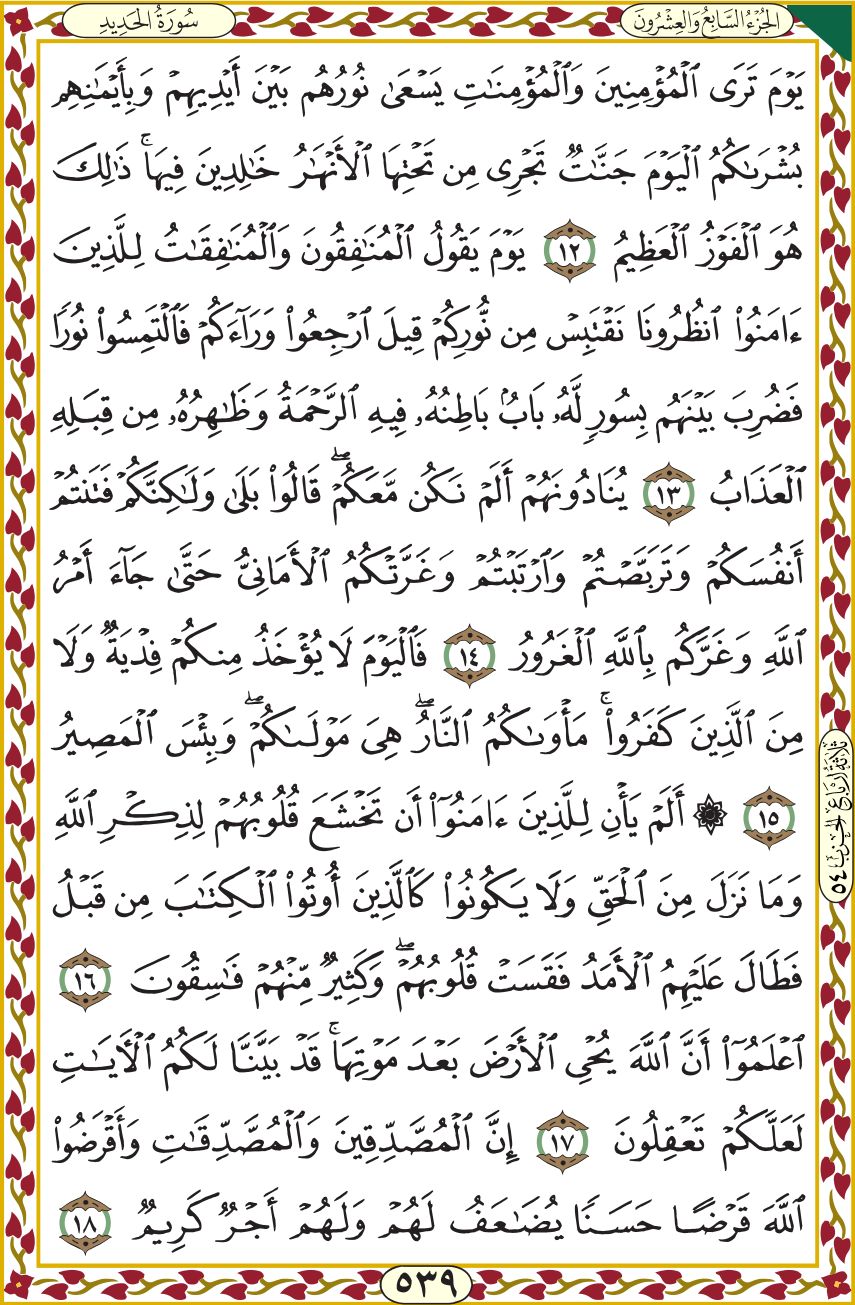 الجُزْءُ السَّابِعُ وَالعِشْرُونَ
سُورَةُ الحَدِيدِ
يَوْمَ تَرَى ٱلْمُؤْمِنِينَ وَٱلْمُؤْمِنَٰتِ يَسْعَىٰ نُورُهُم بَيْنَ أَيْدِيهِمْ وَبِأَيْمَٰنِهِم
بُشْرَىٰكُمُ ٱلْيَوْمَ جَنَّٰتٌ تَجْرِى مِن تَحْتِهَا ٱلْأَنْهَٰرُ خَٰلِدِينَ فِيهَا ۚ ذَٰلِكَ
هُوَ ٱلْفَوْزُ ٱلْعَظِيمُ ١٢ يَوْمَ يَقُولُ ٱلْمُنَٰفِقُونَ وَٱلْمُنَٰفِقَٰتُ لِلَّذِينَ
ءَامَنُوا۟ ٱنظُرُونَا نَقْتَبِسْ مِن نُّورِكُمْ قِيلَ ٱرْجِعُوا۟ وَرَآءَكُمْ فَٱلْتَمِسُوا۟ نُورًا
فَضُرِبَ بَيْنَهُم بِسُورٍ لَّهُۥ بَابٌۢ بَاطِنُهُۥ فِيهِ ٱلرَّحْمَةُ وَظَٰهِرُهُۥ مِن قِبَلِهِ
ٱلْعَذَابُ ١٣ يُنَادُونَهُمْ أَلَمْ نَكُن مَّعَكُمْ ۖ قَالُوا۟ بَلَىٰ وَلَٰكِنَّكُمْ فَتَنتُمْ
أَنفُسَكُمْ وَتَرَبَّصْتُمْ وَٱرْتَبْتُمْ وَغَرَّتْكُمُ ٱلْأَمَانِىُّ حَتَّىٰ جَآءَ أَمْرُ
ٱللَّهِ وَغَرَّكُم بِٱللَّهِ ٱلْغَرُورُ ١٤ فَٱلْيَوْمَ لَا يُؤْخَذُ مِنكُمْ فِدْيَةٌ وَلَا
مِنَ ٱلَّذِينَ كَفَرُوا۟ ۚ مَأْوَىٰكُمُ ٱلنَّارُ ۖ هِىَ مَوْلَىٰكُمْ ۖ وَبِئْسَ ٱلْمَصِيرُ
١٥ ۞ أَلَمْ يَأْنِ لِلَّذِينَ ءَامَنُوٓا۟ أَن تَخْشَعَ قُلُوبُهُمْ لِذِكْرِ ٱللَّهِ
وَمَا نَزَلَ مِنَ ٱلْحَقِّ وَلَا يَكُونُوا۟ كَٱلَّذِينَ أُوتُوا۟ ٱلْكِتَٰبَ مِن قَبْلُ
فَطَالَ عَلَيْهِمُ ٱلْأَمَدُ فَقَسَتْ قُلُوبُهُمْ ۖ وَكَثِيرٌ مِّنْهُمْ فَٰسِقُونَ ١٦
ٱعْلَمُوٓا۟ أَنَّ ٱللَّهَ يُحْىِ ٱلْأَرْضَ بَعْدَ مَوْتِهَا ۚ قَدْ بَيَّنَّا لَكُمُ ٱلْـَٔايَٰتِ
لَعَلَّكُمْ تَعْقِلُونَ ١٧ إِنَّ ٱلْمُصَّدِّقِينَ وَٱلْمُصَّدِّقَٰتِ وَأَقْرَضُوا۟
ٱللَّهَ قَرْضًا حَسَنًا يُضَٰعَفُ لَهُمْ وَلَهُمْ أَجْرٌ كَرِيمٌ ١٨
ثَلَاثَةُ أَرْبَاعِ الحِزْبِ ٥٤
٥٣٩